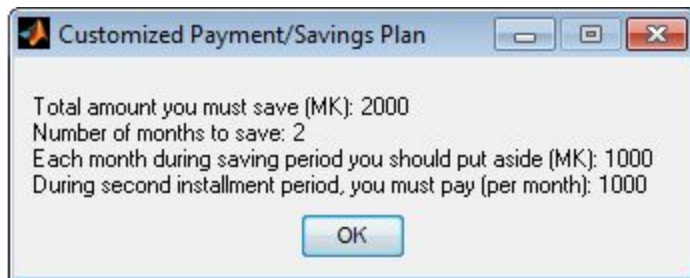 Customized Payment/Savings Plan
Total amount you must save (MK): 2000
Number of months to save: 2
Each month during saving period you should put aside (MK): 1000
During second installment period, you must pay (per month): 1000
OK